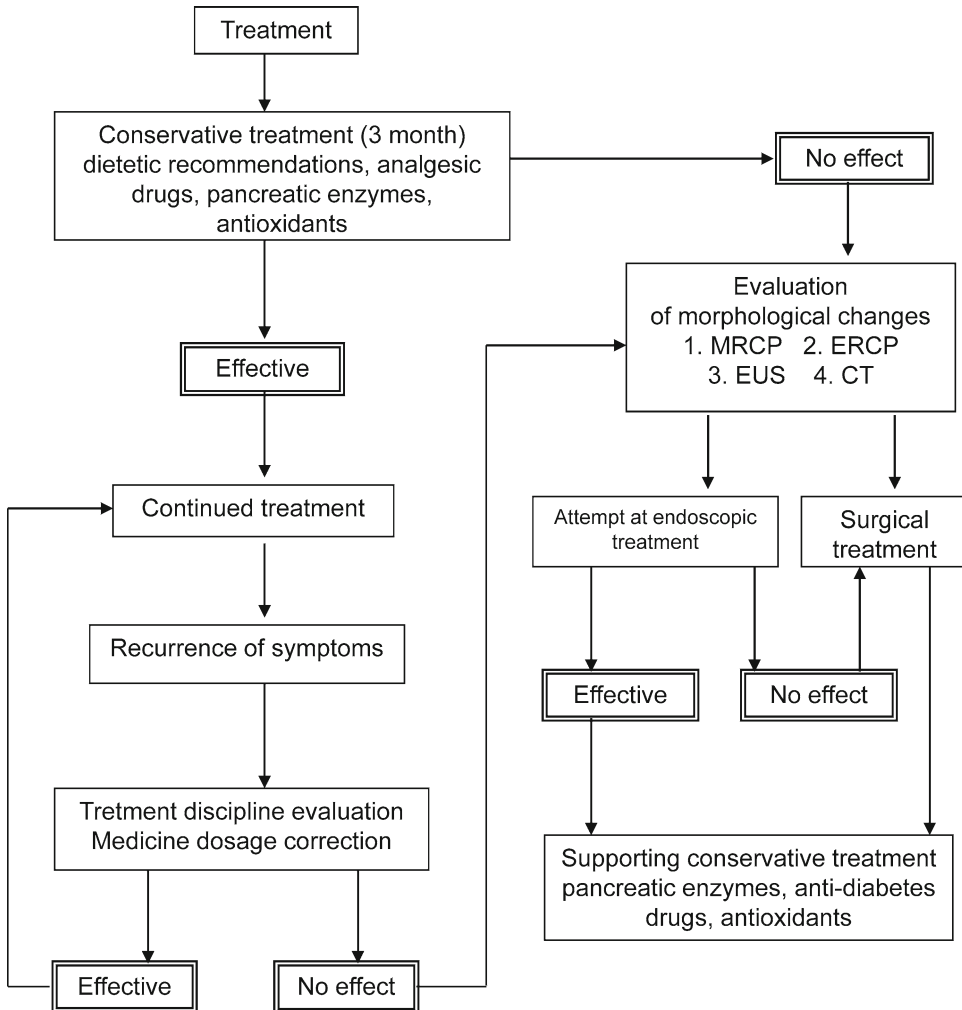 Treatment
Conservative treatment (3 month)
dietetic recommendations, analgesic
drugs, pancreatic enzymes,
antioxidants
No effect
Evaluation
of morphological changes
1. MRCP 2. ERCP
3. EUS 4. CT
Effective
Continued treatment
Attempt at endoscopic
treatment
Surgical
treatment
Recurrence of symptoms
Effective
No effect
Tretment discipline evaluation
Medicine dosage correction
Supporting conservative treatment
pancreatic enzymes, anti-diabetes
drugs, antioxidants
Effective
No effect